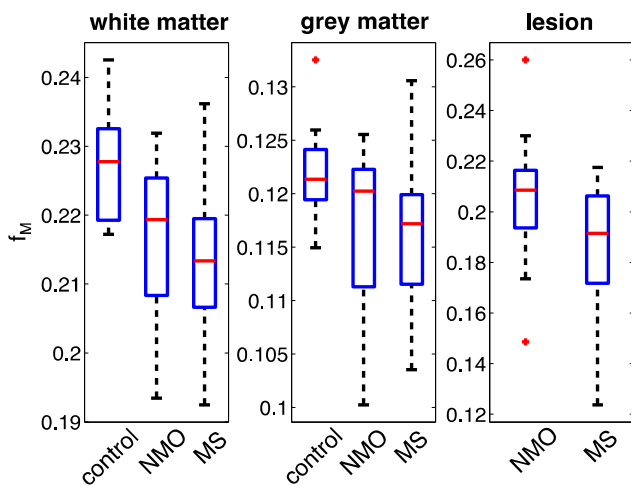 white matter
grey matter
lesion
f_M
0.24
0.23
0.22
0.21
0.2
0.19
control
NMO
MS
0.13
0.125
0.12
0.115
0.11
0.105
0.1
control
NMO
MS
0.26
0.24
0.22
0.2
0.18
0.16
0.14
0.12
NMO
MS